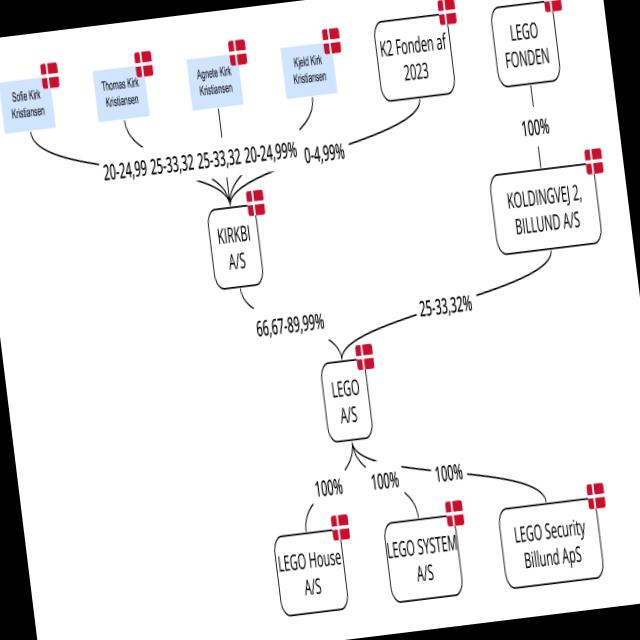 Sofie Kirk
Kristiansen
Thomas Kirk
Kristiansen
Agnete Kirk
Kristiansen
Kjeld Kirk
Kristiansen
K2 Fonden af
2023
LEGO
FONDEN
20-24,99
25-33,32
25-33,32
20-24,99%
0-4,99%
100%
KIRKBI
A/S
KOLDINGVEJ 2,
BILLUND A/S
66,67-89,99%
25-33,32%
LEGO
A/S
100%
100%
100%
LEGO House
A/S
LEGO SYSTEM
A/S
LEGO Security
Billund ApS